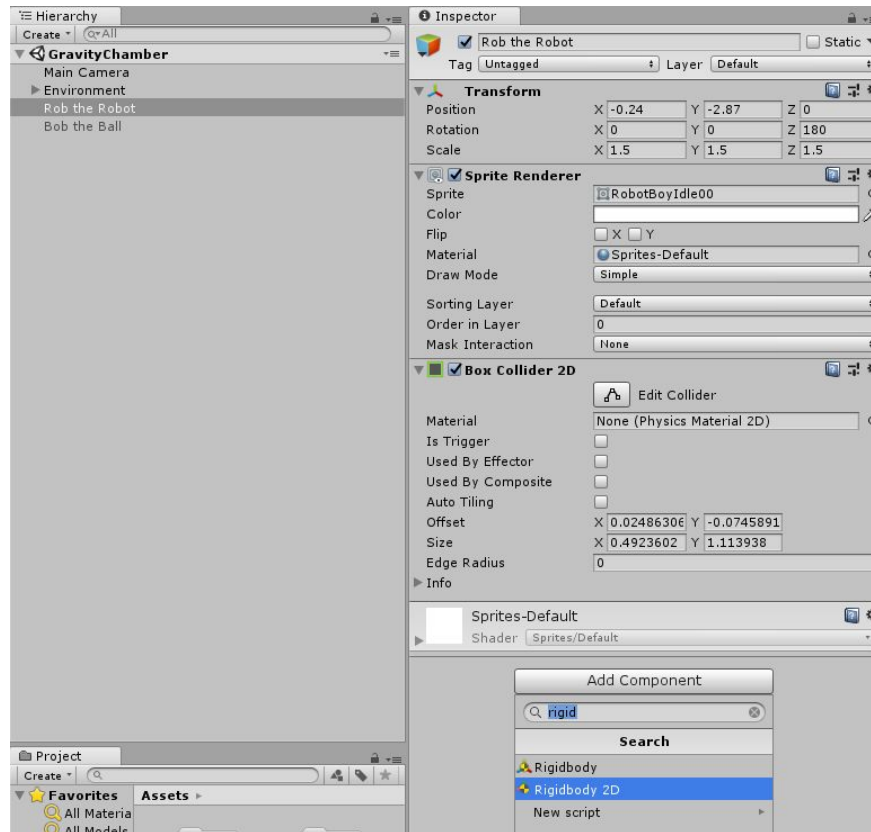 Hierarchy
Create All
GravityChamber
Main Camera
Environment
Rob the Robot
Bob the Ball
Project
Create
Favorites Assets
All Materia
All Models
Inspector
Rob the Robot Static
Tag Untagged Layer Default
Transform
Position X -0.24 Y -2.87 Z 0
Rotation X 0 Y 0 Z 180
Scale X 1.5 Y 1.5 Z 1.5
Sprite Renderer
Sprite RobotBoyIdle00
Color
Flip X Y
Material Sprites-Default
Draw Mode Simple
Sorting Layer Default
Order in Layer 0
Mask Interaction None
Box Collider 2D
Edit Collider
Material None (Physics Material 2D)
Is Trigger
Used By Effector
Used By Composite
Auto Tiling
Offset X 0.02486306 Y -0.0745891
Size X 0.4923602 Y 1.113938
Edge Radius 0
Info
Sprites-Default
Shader Sprites/Default
Add Component
rigid
Search
Rigidbody
Rigidbody 2D
New script